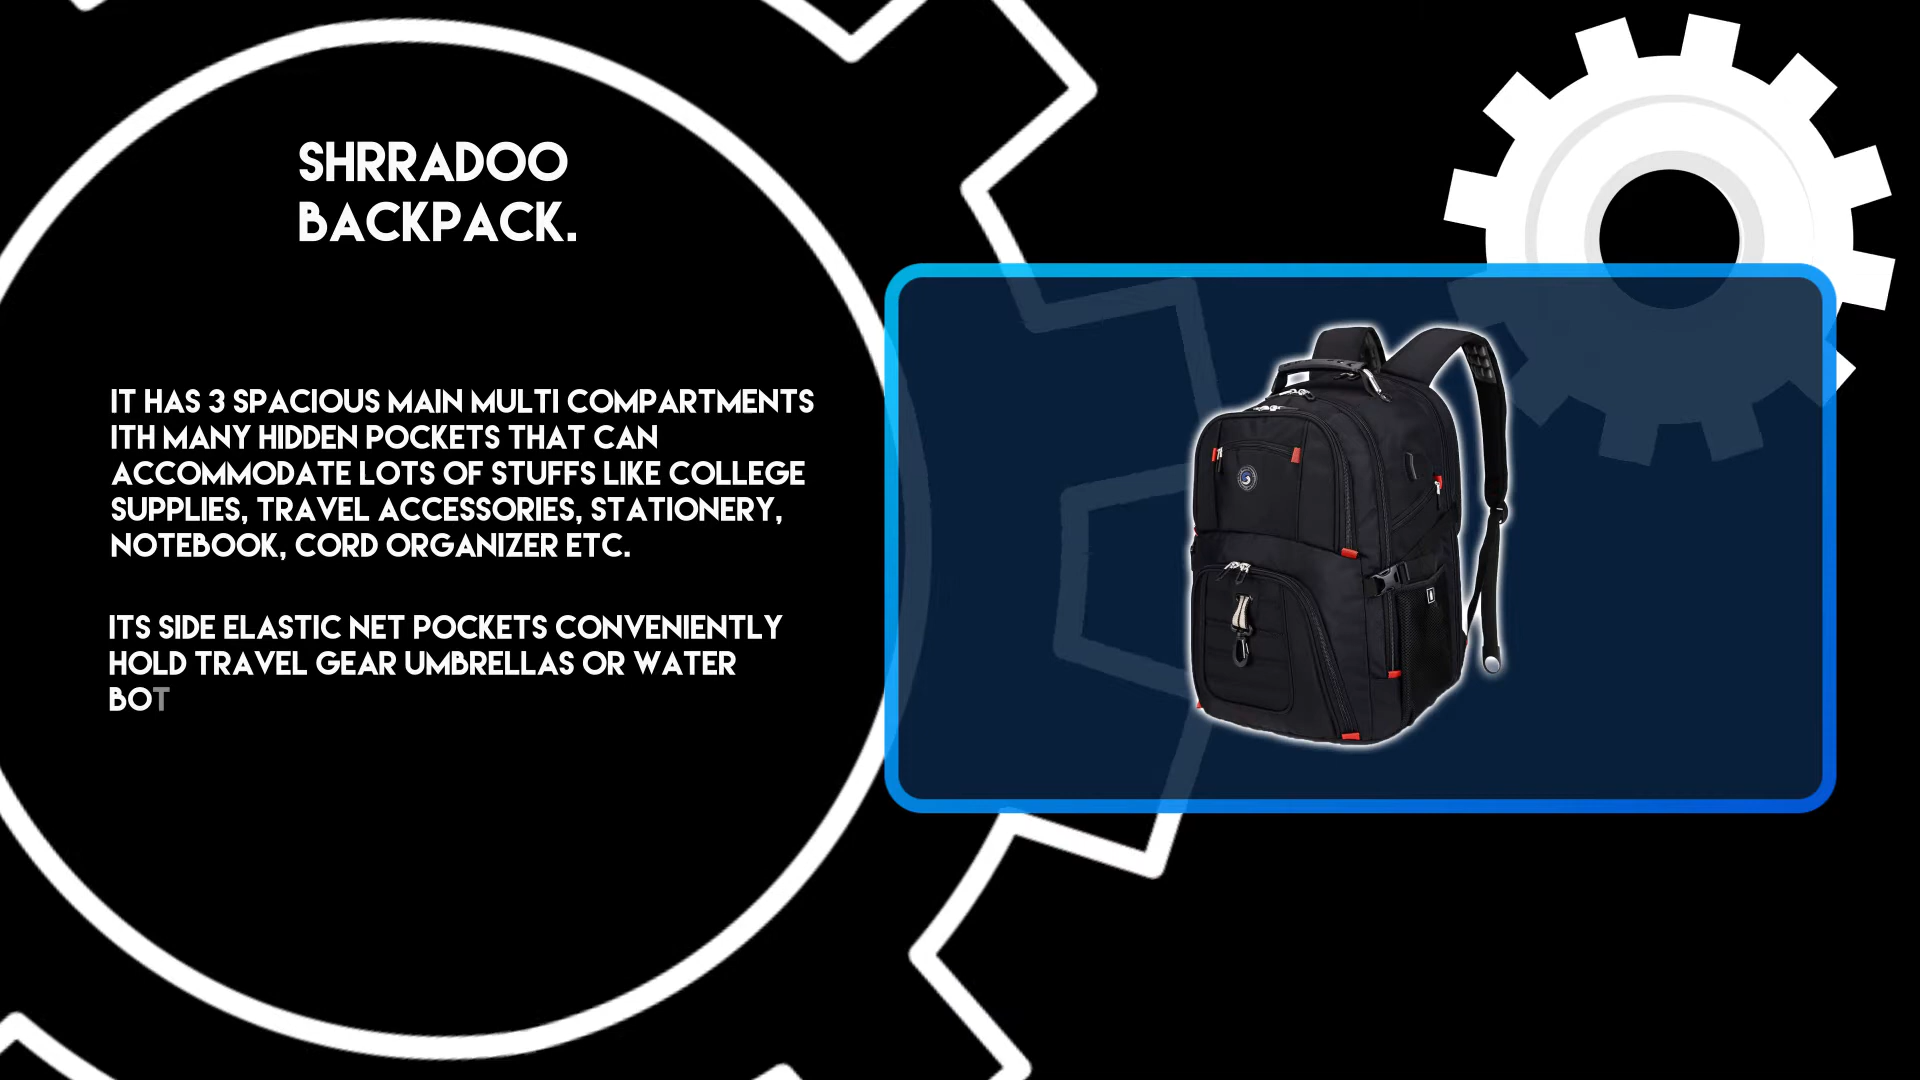 SHRRADOO
BACKPACK.
IT HAS 3 SPACIOUS MAIN MULTI COMPARTMENTS
ITH MANY HIDDEN POCKETS THAT CAN
ACCOMMODATE LOTS OF STUFFS LIKE COLLEGE
SUPPLIES, TRAVEL ACCESSORIES, STATIONERY,
NOTEBOOK, CORD ORGANIZER ETC.
ITS SIDE ELASTIC NET POCKETS CONVENIENTLY
HOLD TRAVEL GEAR UMBRELLAS OR WATER
BOT